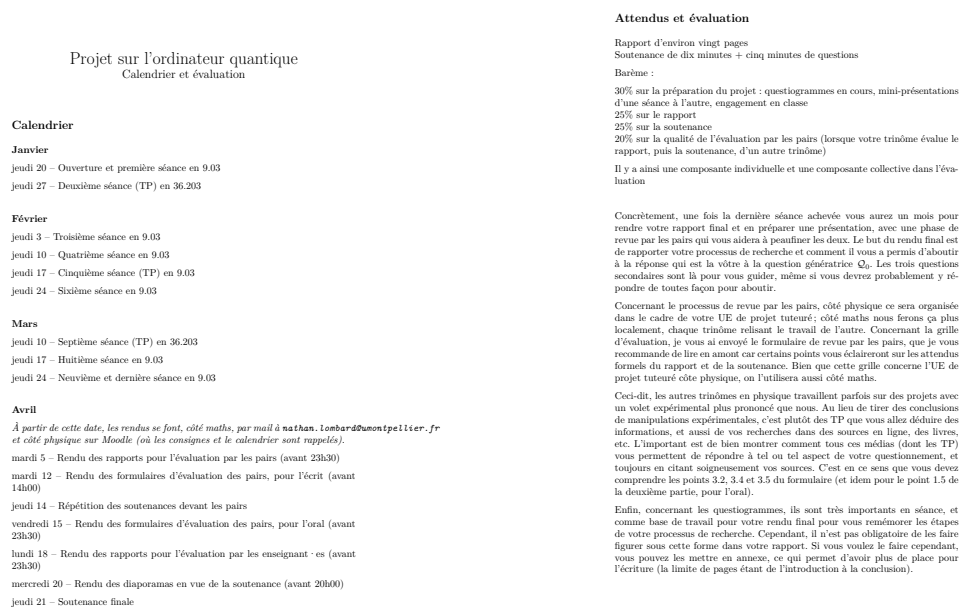 Projet sur l'ordinateur quantique
Calendrier et évaluation
Calendrier
Janvier
jeudi 20 – Ouverture et première séance en 9.03
jeudi 27 – Deuxième séance (TP) en 36.203
Février
jeudi 3 – Troisième séance en 9.03
jeudi 10 – Quatrième séance en 9.03
jeudi 17 – Cinquième séance (TP) en 9.03
jeudi 24 – Sixième séance en 9.03
Mars
jeudi 10 – Septième séance (TP) en 36.203
jeudi 17 – Huitième séance en 9.03
jeudi 24 – Neuvième et dernière séance en 9.03
Avril
À partir de cette date, les rendus se font, côté maths, par mail à nathan.lombard@umontpellier.fr
et côté physique sur Moodle (où les consignes et le calendrier sont rappelés).
mardi 5 – Rendu des rapports pour l'évaluation par les pairs (avant 23h30)
mardi 12 – Rendu des formulaires d'évaluation des pairs, pour l'écrit (avant
14h00)
jeudi 14 – Répétition des soutenances devant les pairs
vendredi 15 – Rendu des formulaires d'évaluation des pairs, pour l'oral (avant
23h30)
lundi 18 – Rendu des rapports pour l'évaluation par les enseignant·es (avant
23h30)
mercredi 20 – Rendu des diaporamas en vue de la soutenance (avant 20h00)
jeudi 21 – Soutenance finale
Attendus et évaluation
Rapport d'environ vingt pages
Soutenance de dix minutes + cinq minutes de questions
Barème :
30% sur la préparation du projet : questiogrammes en cours, mini-présentations
d'une séance à l'autre, engagement en classe
25% sur le rapport
25% sur la soutenance
20% sur la qualité de l'évaluation par les pairs (lorsque votre trinôme évalue le
rapport, puis la soutenance, d'un autre trinôme)
Il y a ainsi une composante individuelle et une composante collective dans l'éva-
luation
Concrètement, une fois la dernière séance achevée vous aurez un mois pour
rendre votre rapport final et en préparer une présentation, avec une phase de
revue par les pairs qui vous aidera à peaufiner les deux. Le but du rendu final est
de rapporter votre processus de recherche et comment il vous a permis d'aboutir
à la réponse qui est la vôtre à la question génératrice Q₀. Les trois questions
secondaires sont là pour vous guider, même si vous devrez probablement y ré-
pondre de toutes façon pour aboutir.
Concernant le processus de revue par les pairs, côté physique ce sera organisée
dans le cadre de votre UE de projet tuteuré ; côté maths nous ferons ça plus
localement, chaque trinôme relisant le travail de l'autre. Concernant la grille
d'évaluation, je vous ai envoyé le formulaire de revue par les pairs, que je vous
recommande de lire en amont car certains points vous éclaireront sur les attendus
formels du rapport et de la soutenance. Bien que cette grille concerne l'UE de
projet tuteuré côte physique, on l'utilisera aussi côté maths.
Ceci-dit, les autres trinômes en physique travaillent parfois sur des projets avec
un volet expérimental plus prononcé que nous. Au lieu de tirer des conclusions
de manipulations expérimentales, c'est plutôt des TP que vous allez déduire des
informations, et aussi de vos recherches dans des sources en ligne, des livres,
etc. L'important est de bien montrer comment tous ces médias (dont les TP)
vous permettent de répondre à tel ou tel aspect de votre questionnement, et
toujours en citant soigneusement vos sources. C'est en ce sens que vous devez
comprendre les points 3.2, 3.4 et 3.5 du formulaire (et idem pour le point 1.5 de
la deuxième partie, pour l'oral).
Enfin, concernant les questiogrammes, ils sont très importants en séance, et
comme base de travail pour votre rendu final pour vous remémorer les étapes
de votre processus de recherche. Cependant, il n'est pas obligatoire de les faire
figurer sous cette forme dans votre rapport. Si vous voulez le faire cependant,
vous pouvez les mettre en annexe, ce qui permet d'avoir plus de place pour
l'écriture (la limite de pages étant de l'introduction à la conclusion).